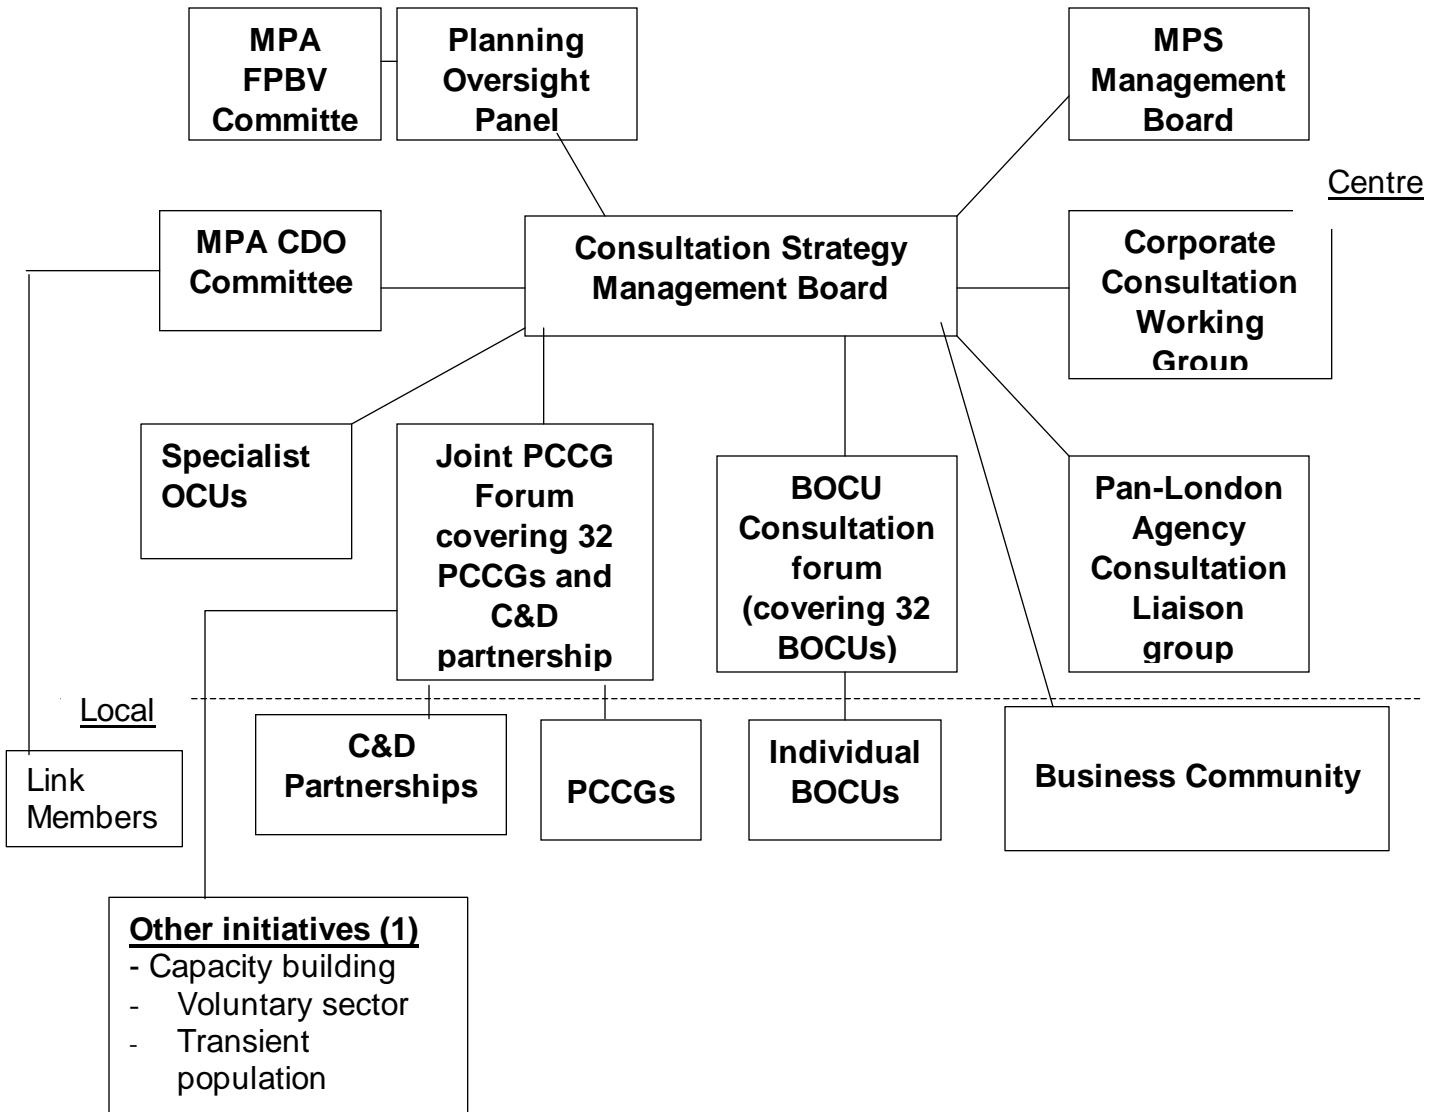 MPA
FPBV
Committe
Planning
Oversight
Panel
MPS
Management
Board
Centre
MPA CDO
Committee
Consultation Strategy
Management Board
Corporate
Consultation
Working
Group
Specialist
OCUs
Joint PCCG
Forum
covering 32
PCCGs and
C&D
partnership
BOCU
Consultation
forum
(covering 32
BOCUs)
Pan-London
Agency
Consultation
Liaison
group
Local
Link
Members
C&D
Partnerships
PCCGs
Individual
BOCUs
Business Community
Other initiatives (1)
- Capacity building
- Voluntary sector
- Transient
population